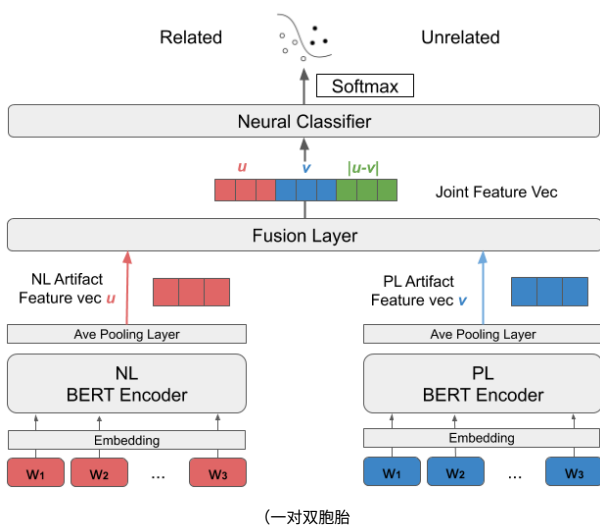 Related
Unrelated
Softmax
Neural Classifier
u v |u-v|
Joint Feature Vec
Fusion Layer
NL Artifact
Feature vec u
PL Artifact
Feature vec v
Ave Pooling Layer
Ave Pooling Layer
NL
BERT Encoder
PL
BERT Encoder
Embedding
Embedding
W1 W2 ... W3
W1 W2 ... W3
（一对双胞胎